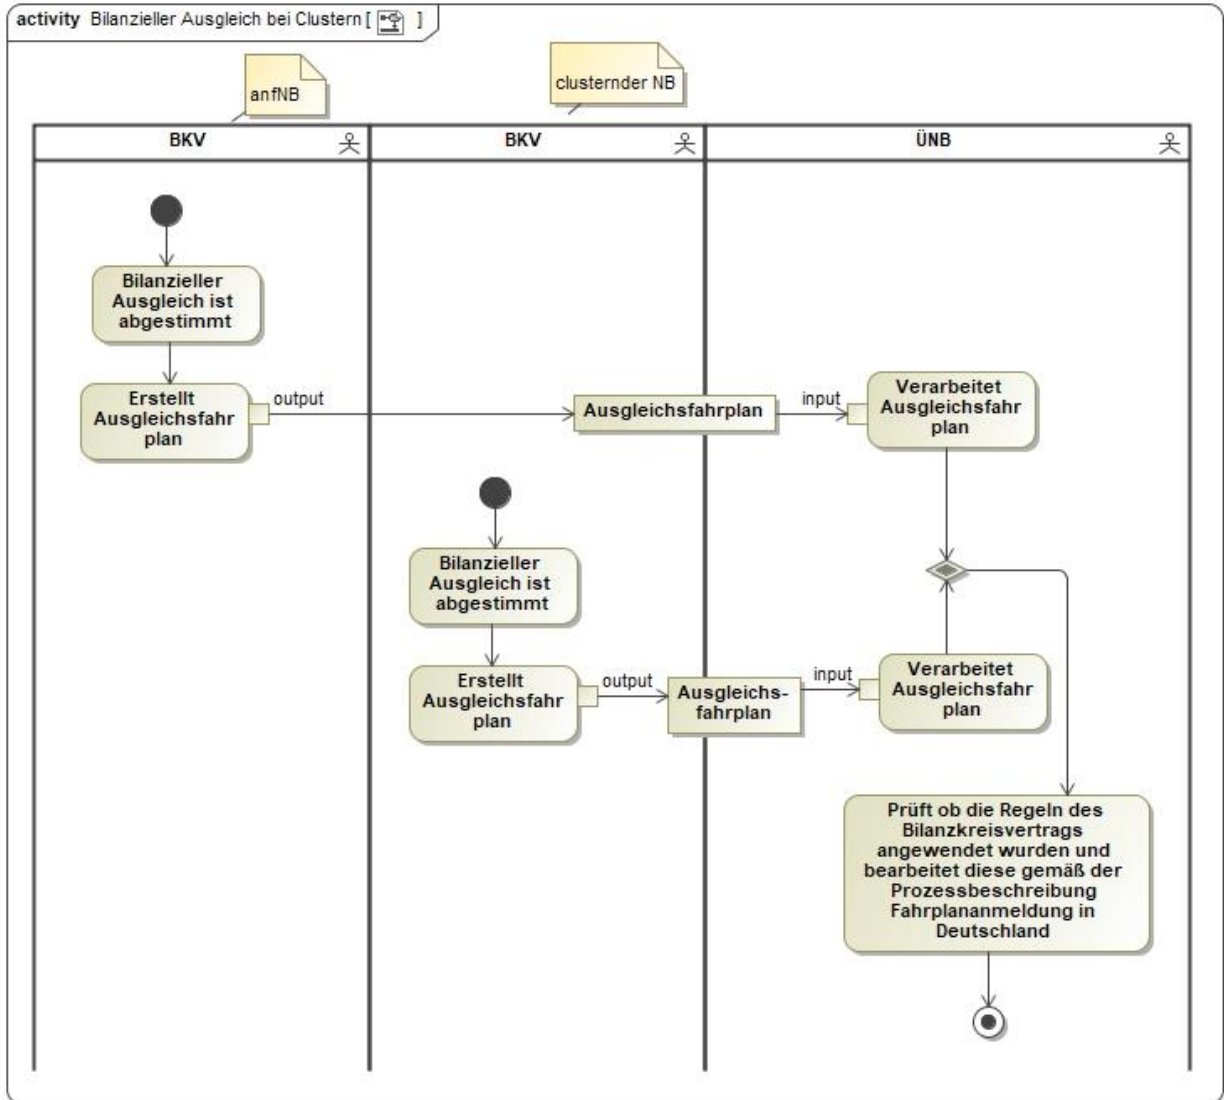 activity Bilanzieller Ausgleich bei Clustern [ ]
anfNB
clusternder NB
BKV
BKV
ÜNB
Bilanzieller
Ausgleich ist
abgestimmt
Erstellt
Ausgleichsfahr
plan
output
Ausgleichsfahrplan
input
Verarbeitet
Ausgleichsfahr
plan
Bilanzieller
Ausgleich ist
abgestimmt
Erstellt
Ausgleichsfahr
plan
output
Ausgleichs-
fahrplan
input
Verarbeitet
Ausgleichsfahr
plan
Prüft ob die Regeln des
Bilanzkreisvertrags
angewendet wurden und
bearbeitet diese gemäß der
Prozessbeschreibung
Fahrplananmeldung in
Deutschland